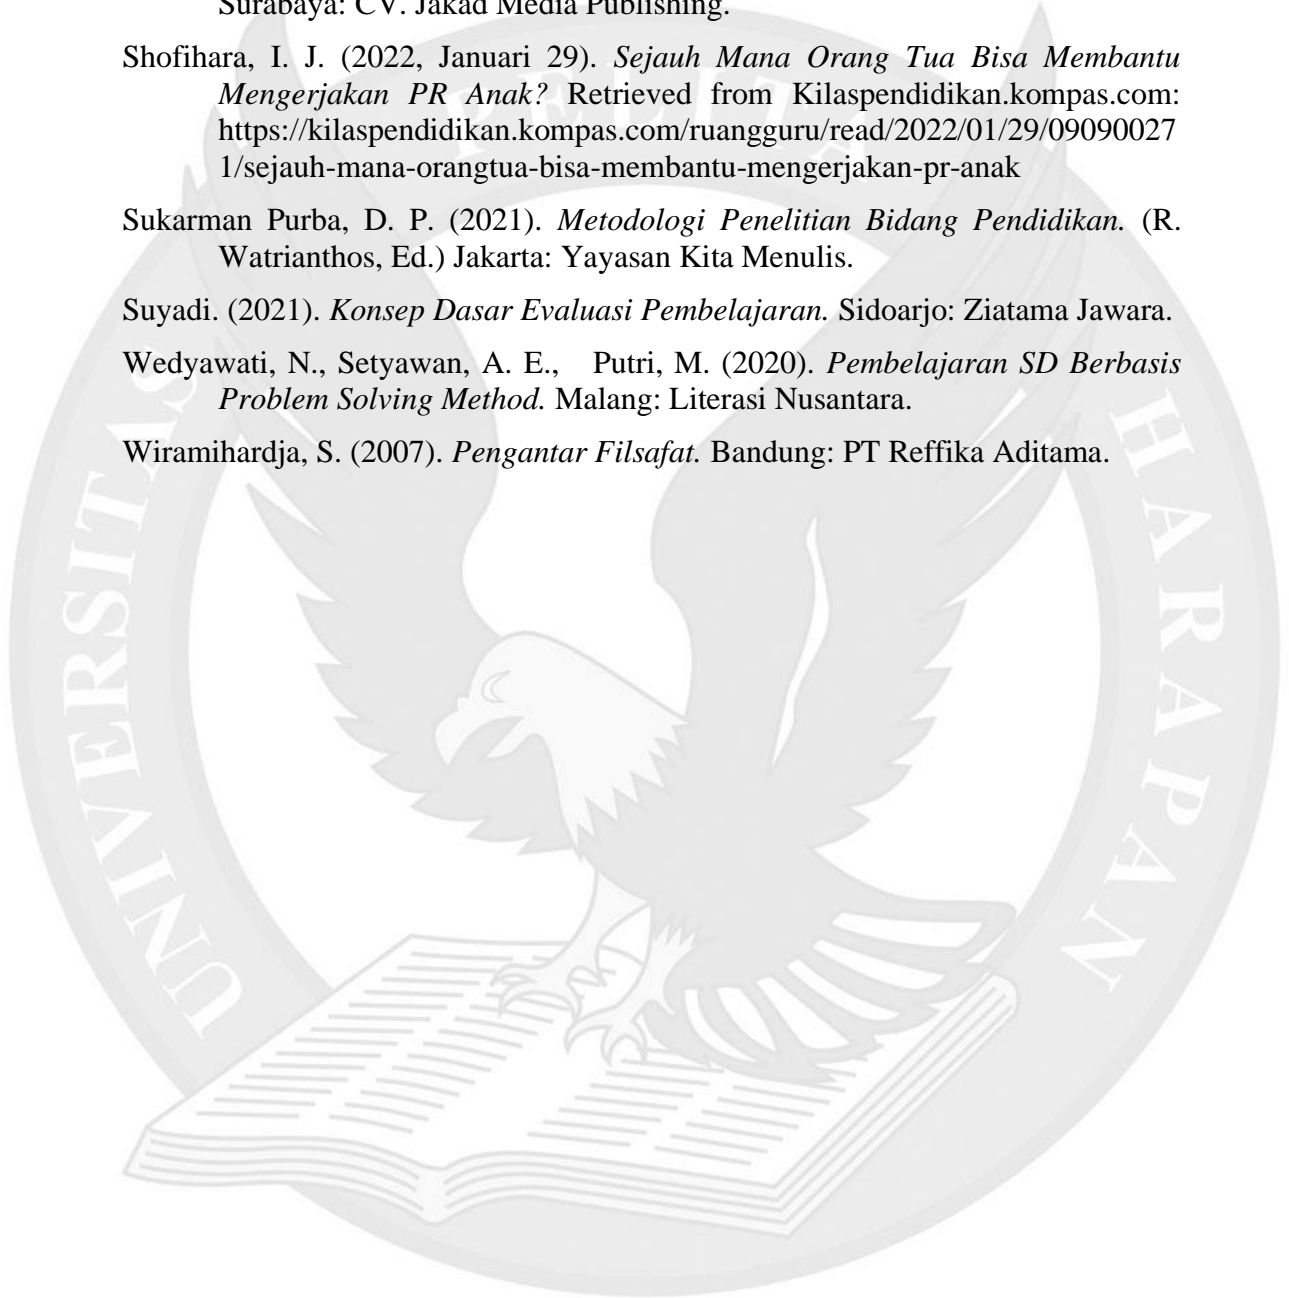 Surabaya: CV. Jakad Media Publishing.
Shofihara, I. J. (2022, Januari 29). Sejauh Mana Orang Tua Bisa Membantu
Mengerjakan PR Anak? Retrieved from Kilaspendidikan.kompas.com:
https://kilaspendidikan.kompas.com/ruangguru/read/2022/01/29/09090027
1/sejauh-mana-orangtua-bisa-membantu-mengerjakan-pr-anak
Sukarman Purba, D. P. (2021). Metodologi Penelitian Bidang Pendidikan. (R.
Watrianthos, Ed.) Jakarta: Yayasan Kita Menulis.
Suyadi. (2021). Konsep Dasar Evaluasi Pembelajaran. Sidoarjo: Ziatama Jawara.
Wedyawati, N., Setyawan, A. E., Putri, M. (2020). Pembelajaran SD Berbasis
Problem Solving Method. Malang: Literasi Nusantara.
Wiramihardja, S. (2007). Pengantar Filsafat. Bandung: PT Reffika Aditama.
UNIVERSITAS PELITA HARAPAN